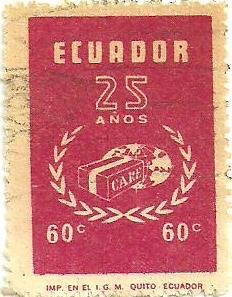 ECUADOR
25
AÑOS
CARE
60c 60c
IMP. EN EL I. G. M. QUITO ECUADOR